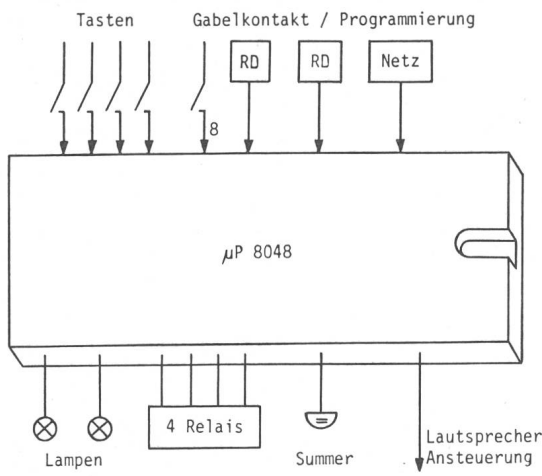 Tasten
Gabelkontakt / Programmierung
RD
RD
Netz
8
µP 8048
4 Relais
Lampen
Summer
Lautsprecher
Ansteuerung